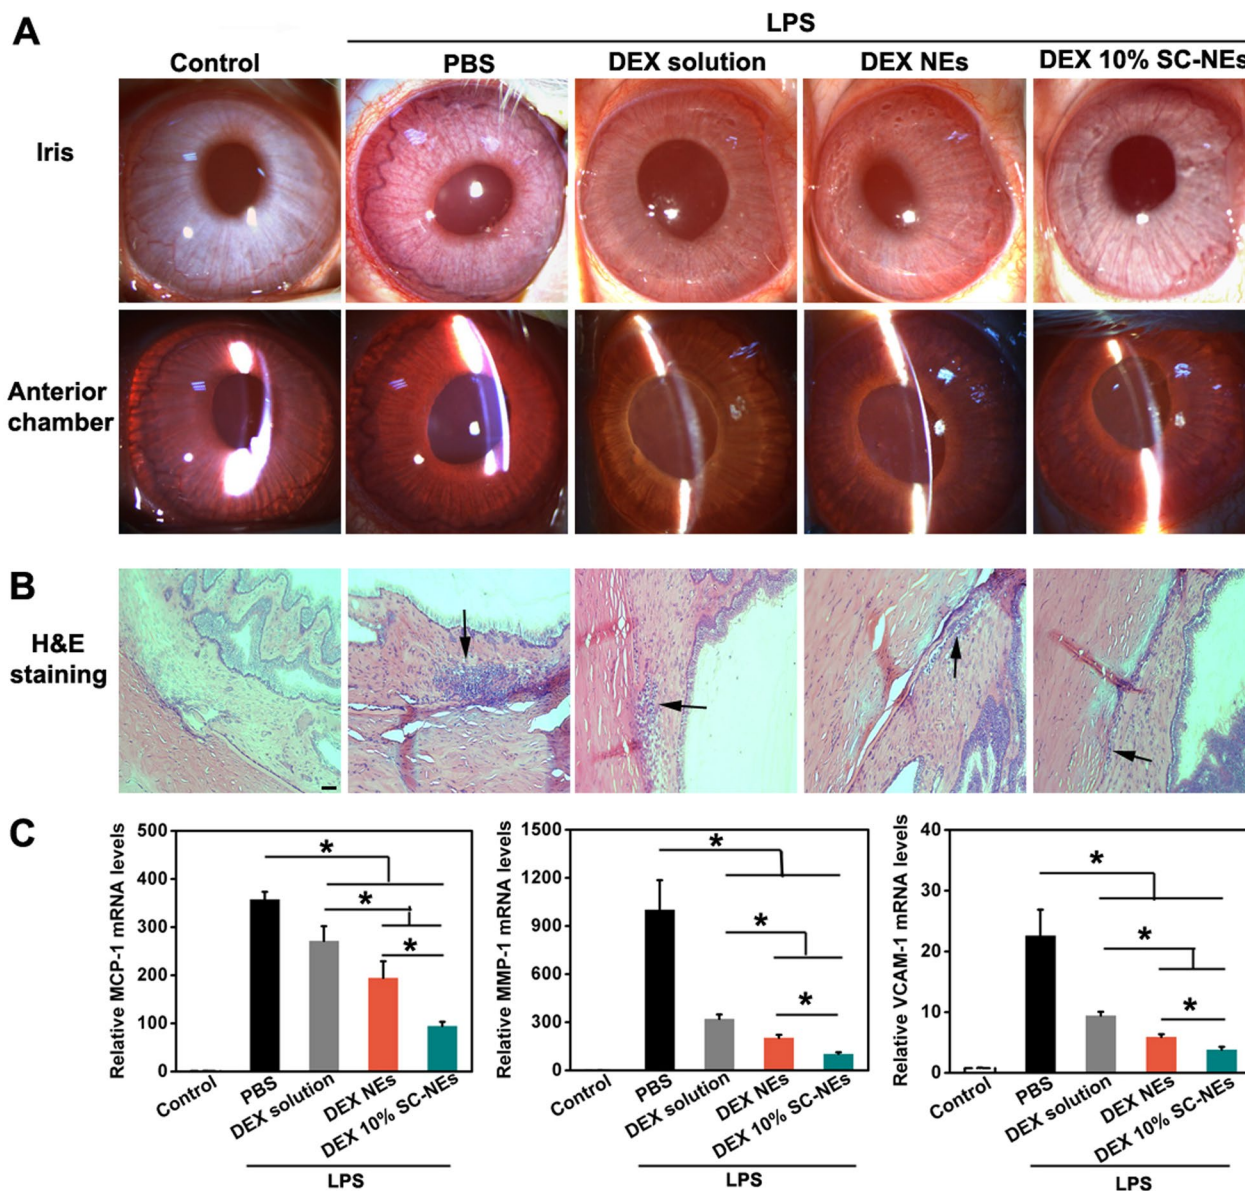 A
LPS
Control
PBS
DEX solution
DEX NEs
DEX 10% SC-NEs
Iris
Anterior
chamber
B
H&E
staining
C
Relative MCP-1 mRNA levels
500
400
300
200
100
0
*
*
*
Control
PBS
DEX solution
DEX NEs
DEX 10% SC-NEs
LPS
Relative MMP-1 mRNA levels
1500
1200
900
600
300
0
*
*
*
Control
PBS
DEX solution
DEX NEs
DEX 10% SC-NEs
LPS
Relative VCAM-1 mRNA levels
40
30
20
10
0
*
*
*
Control
PBS
DEX solution
DEX NEs
DEX 10% SC-NEs
LPS